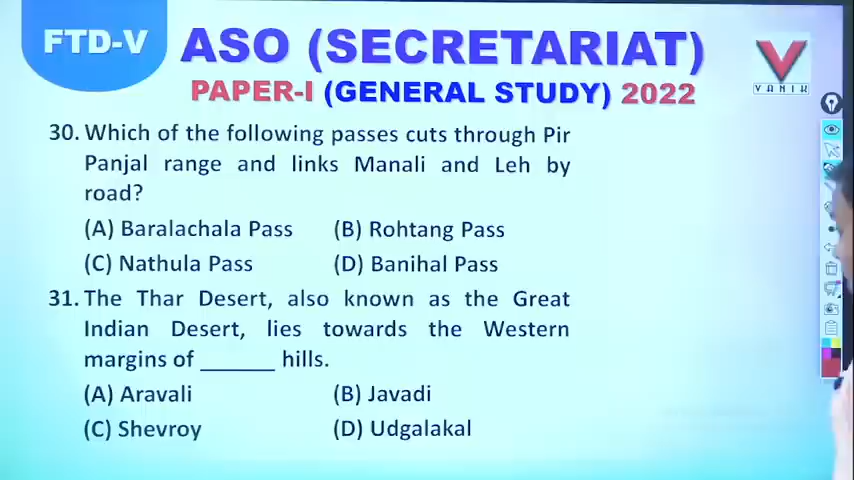 FTD-V
ASO (SECRETARIAT)
PAPER-I (GENERAL STUDY) 2022
VANIK
30. Which of the following passes cuts through Pir
Panjal range and links Manali and Leh by
road?
(A) Baralachala Pass (B) Rohtang Pass
(C) Nathula Pass (D) Banihal Pass
31. The Thar Desert, also known as the Great
Indian Desert, lies towards the Western
margins of ______ hills.
(A) Aravali (B) Javadi
(C) Shevroy (D) Udgalakal